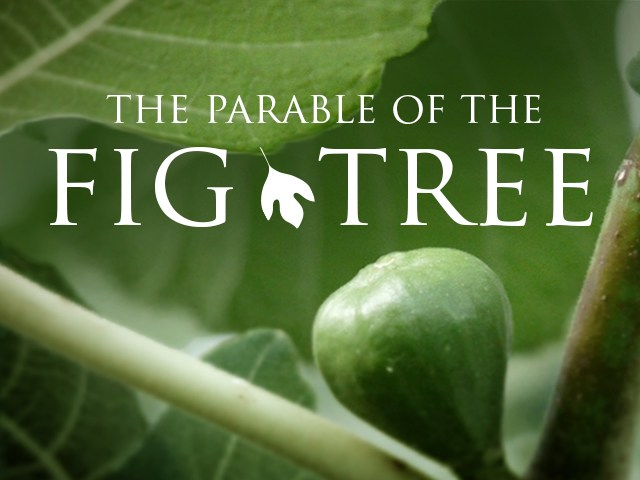 THE PARABLE OF THE
FIG TREE